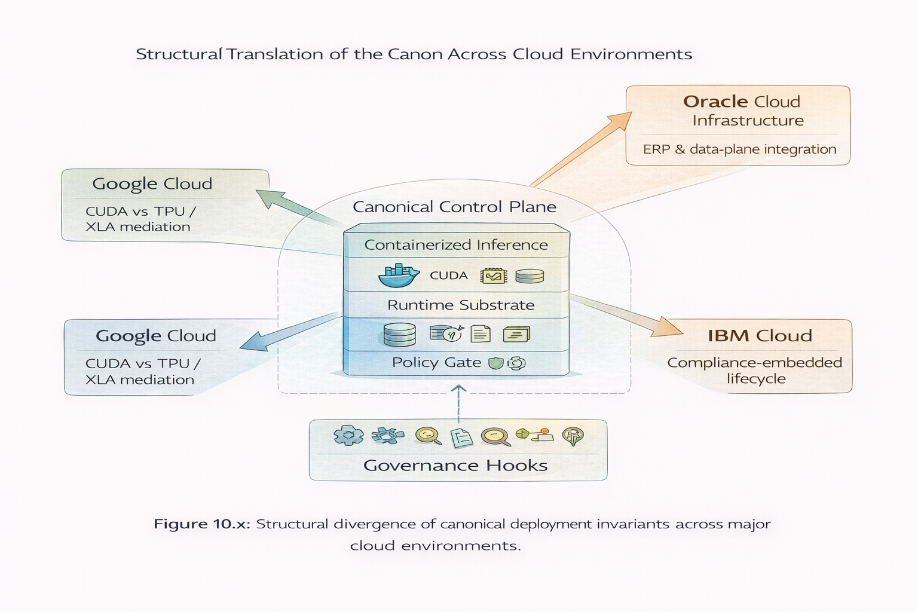 Structural Translation of the Canon Across Cloud Environments
Oracle Cloud
Infrastructure
ERP & data-plane integration
Google Cloud
CUDA vs TPU /
XLA mediation
Canonical Control Plane
Containerized Inference
CUDA
Runtime Substrate
Policy Gate
Google Cloud
CUDA vs TPU /
XLA mediation
IBM Cloud
Compliance-embedded
lifecycle
Governance Hooks
Figure 10.x: Structural divergence of canonical deployment invariants across major
cloud environments.